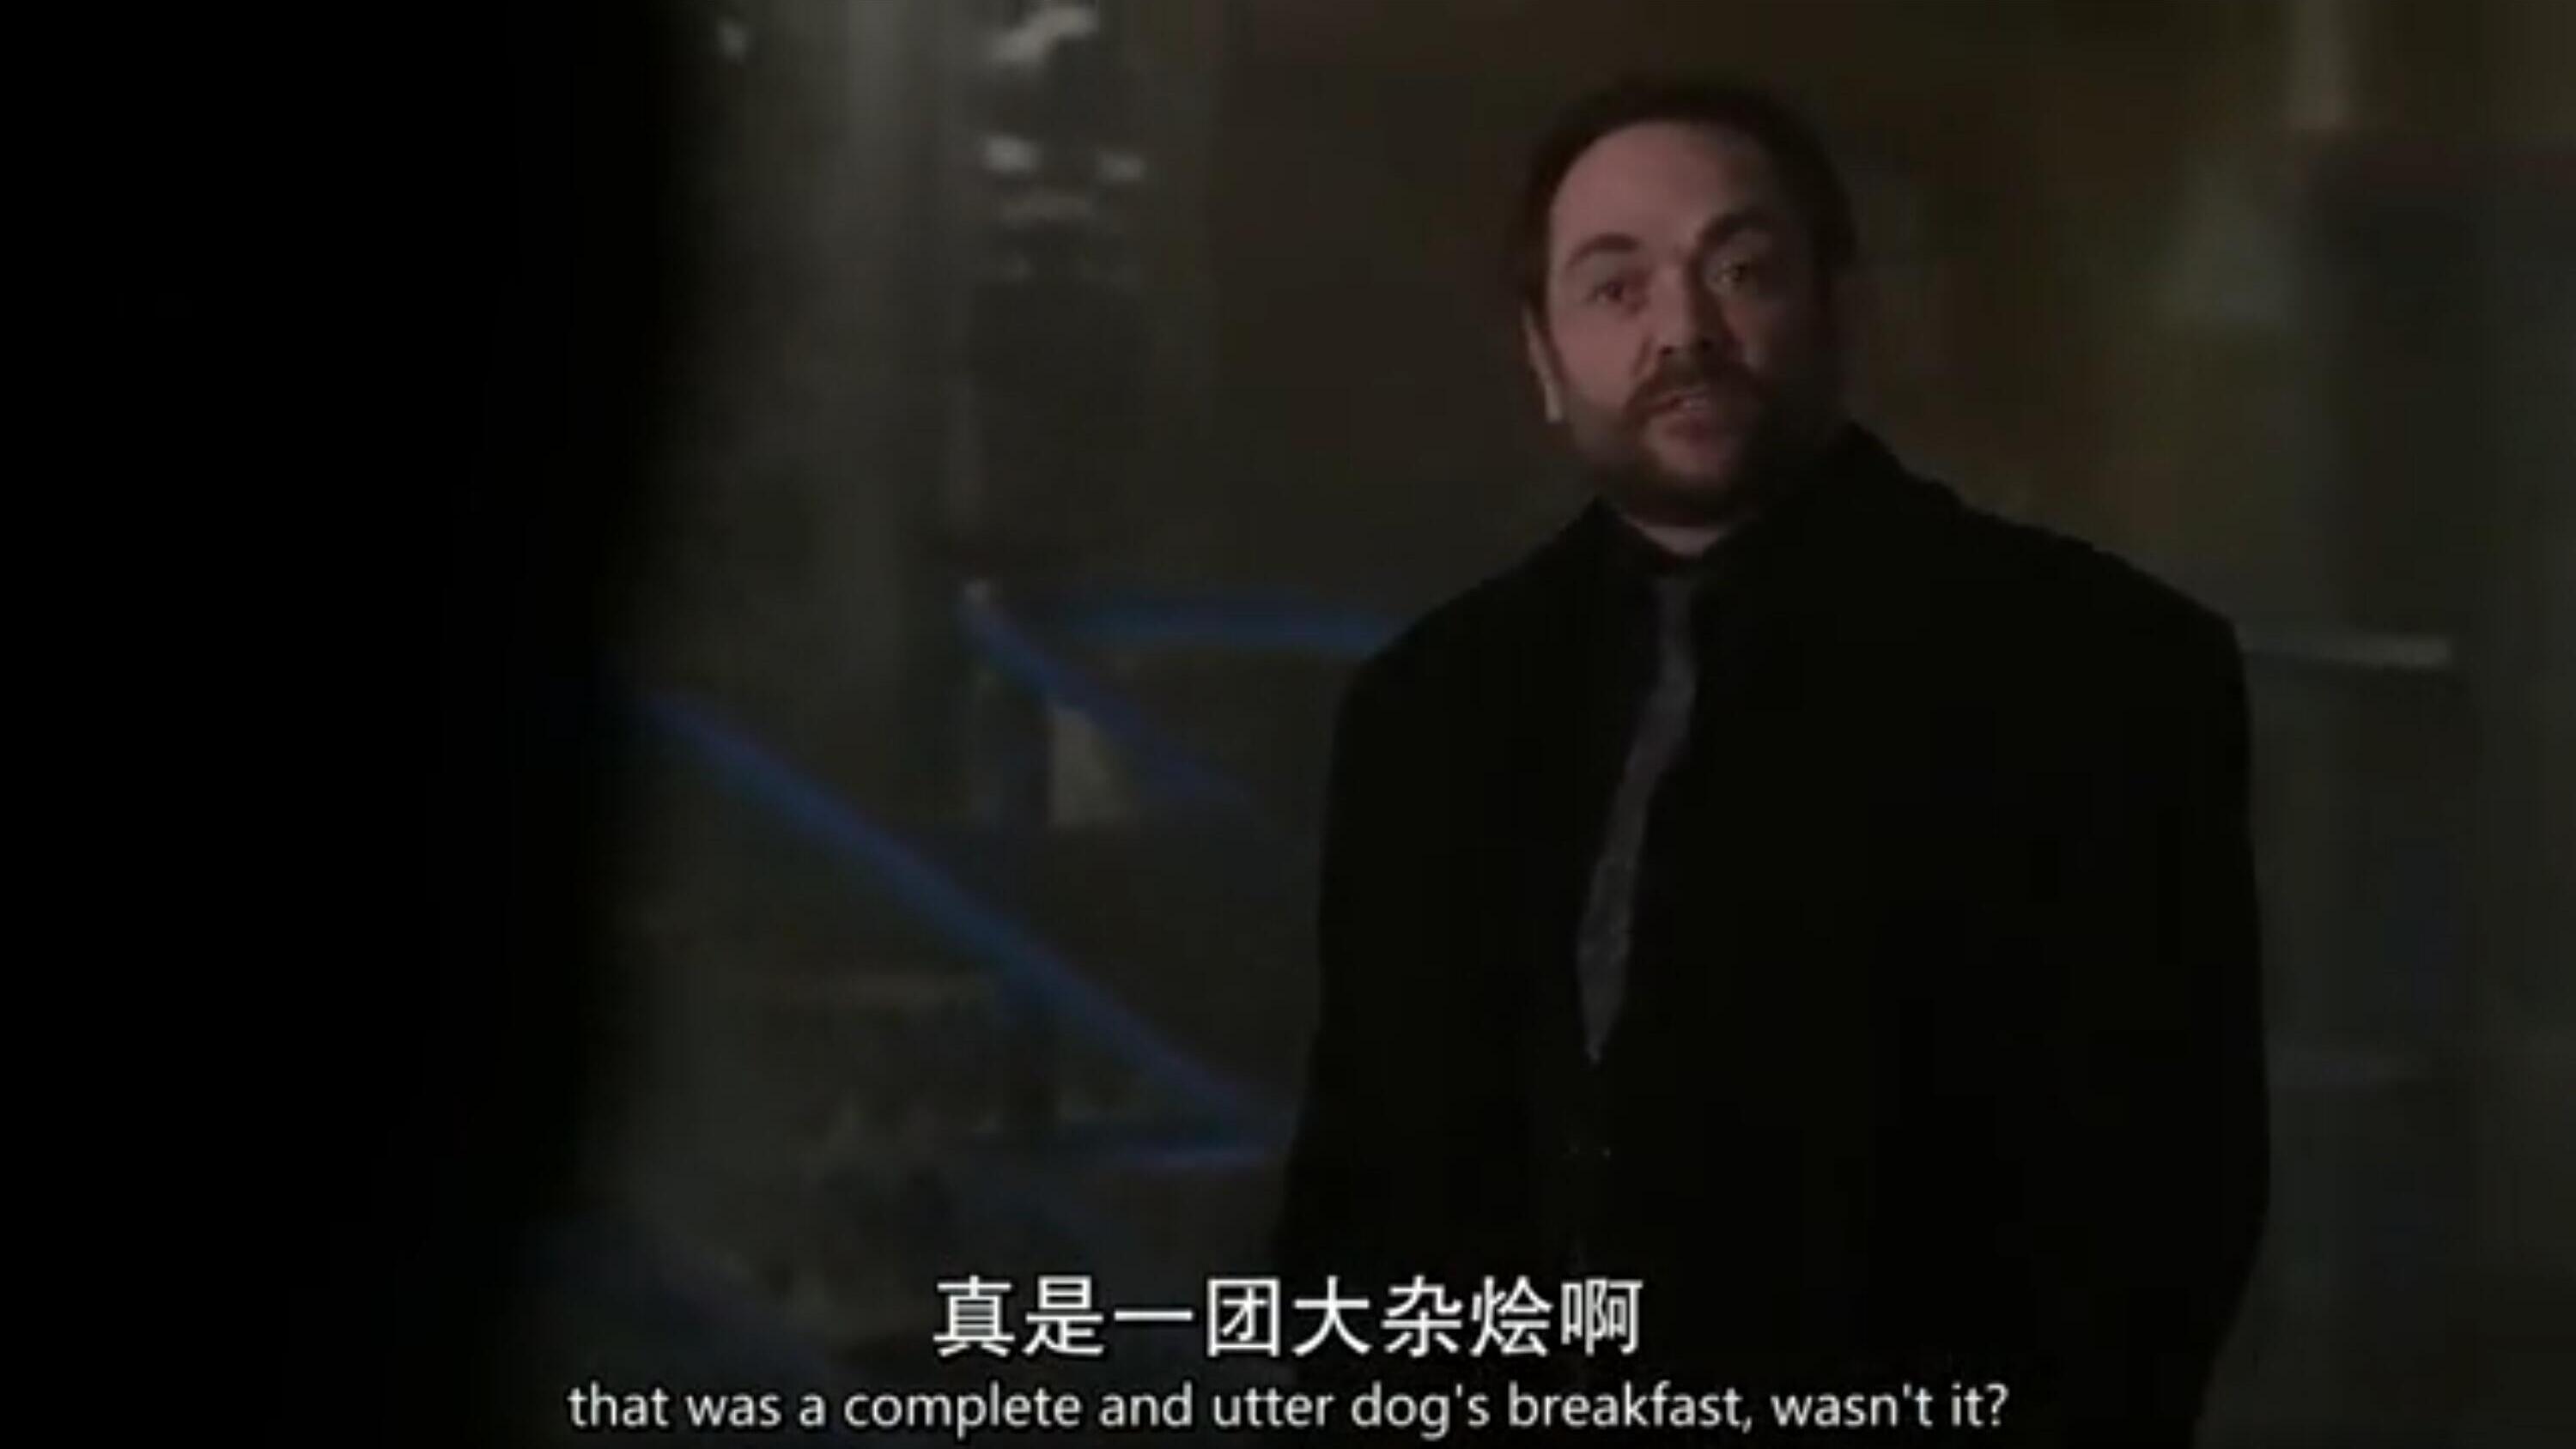 真是一团大杂烩啊
that was a complete and utter dog's breakfast, wasn't it?